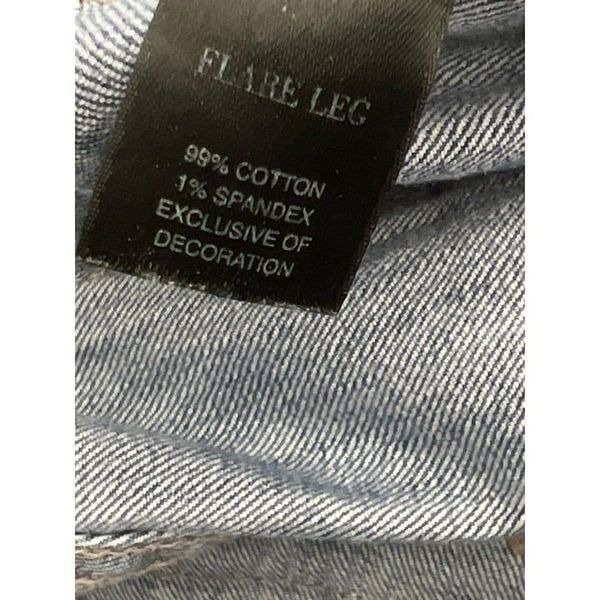 FLARE LEG
99% COTTON
1% SPANDEX
EXCLUSIVE OF
DECORATION